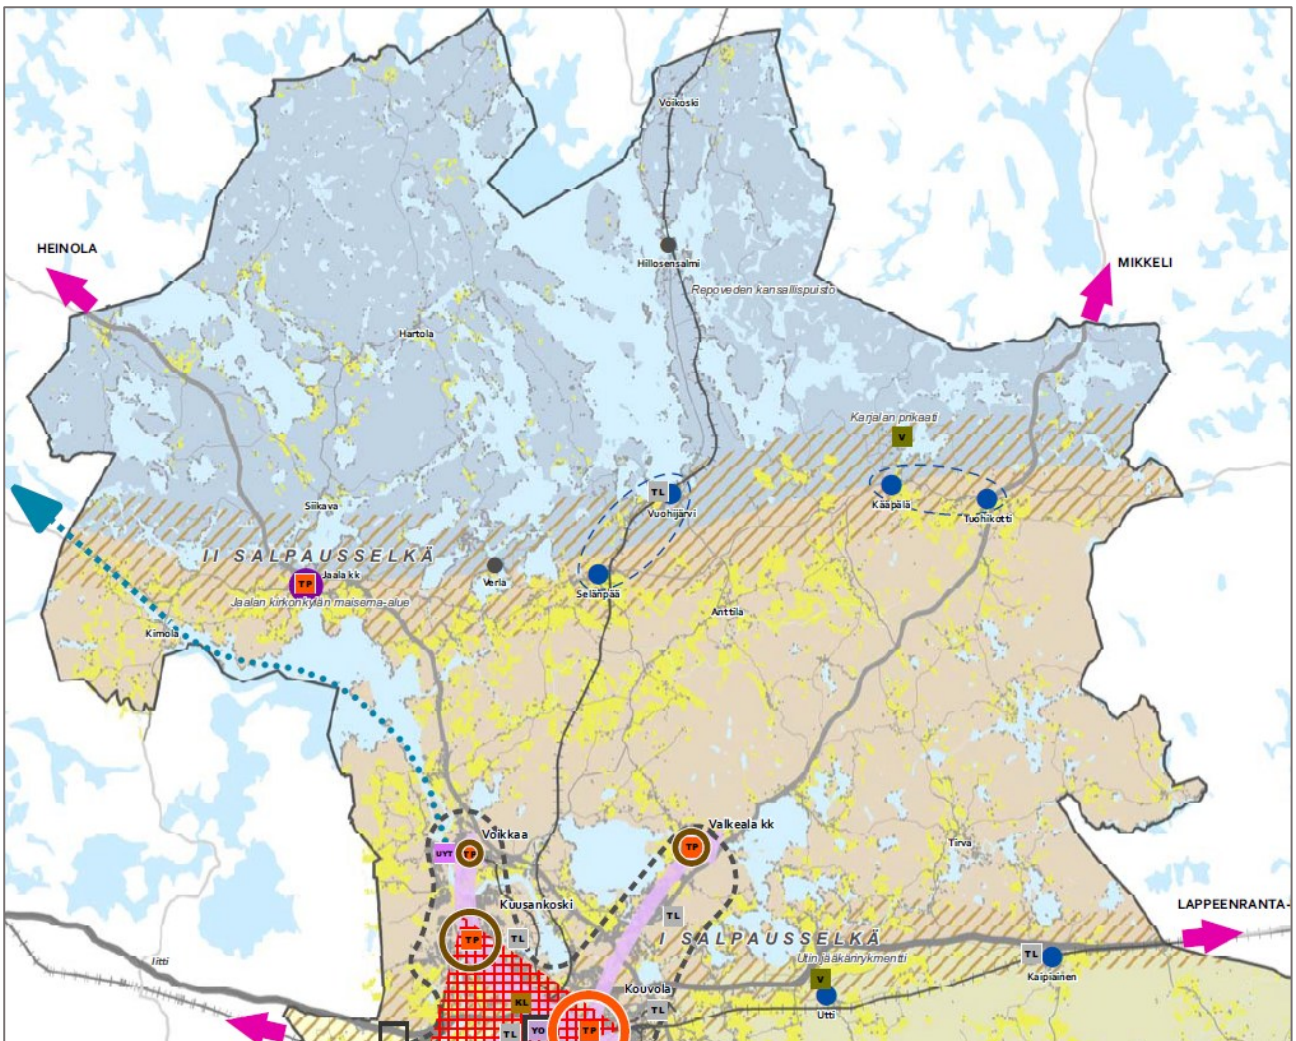 Voikoski
HEINOLA
Hillosensalmi
MIKKELI
Repoveden kansallispuisto
Hartola
Karjalan prikaati
V
TL
Vuohijärvi
Kääpälä
Tuohikotti
Siikava
II SALPAUSSELKÄ
TP
Jaala kk
Verla
Selänpää
Jaalan kirkonkylän maisema-alue
Anttila
Kimola
Voikkaa
Valkeala kk
UYT
TP
TP
Tirva
Kuusankoski
LAPPEENRANTA-
TL
TP
TL
I SALPAUSSELKÄ
Utin jääkärirykmentti
TL
Iitti
Kaipiainen
V
Kouvola
KL
TL
Utti
TL
YO
TP